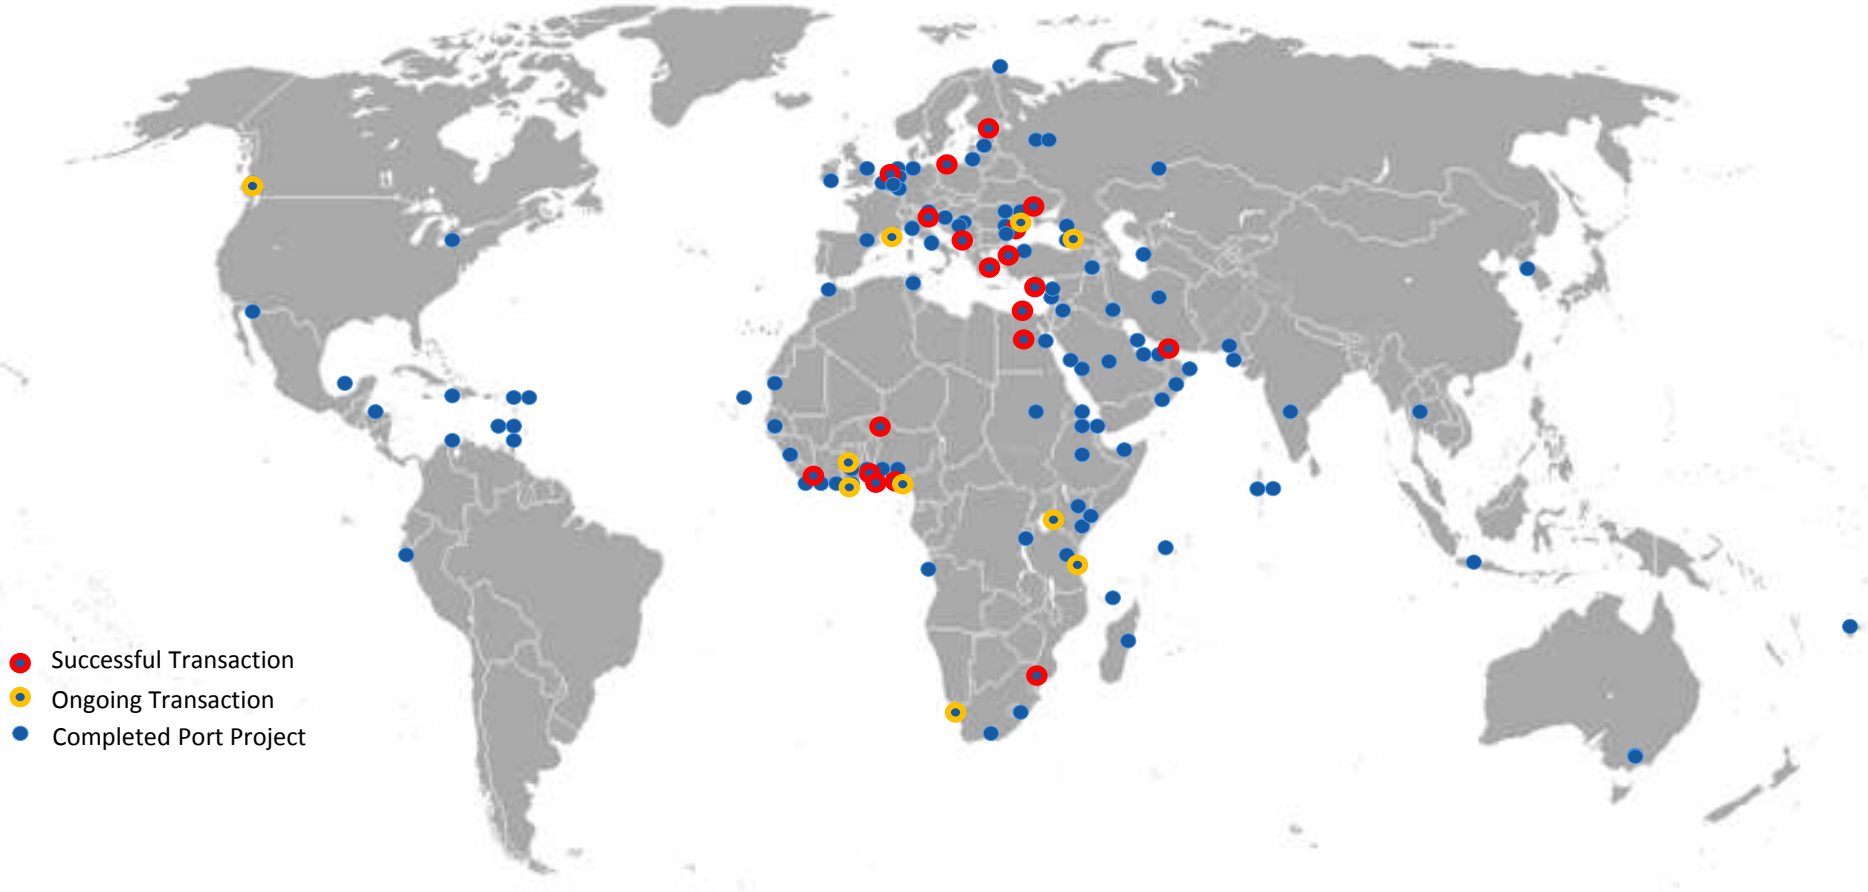 Successful Transaction
Ongoing Transaction
Completed Port Project